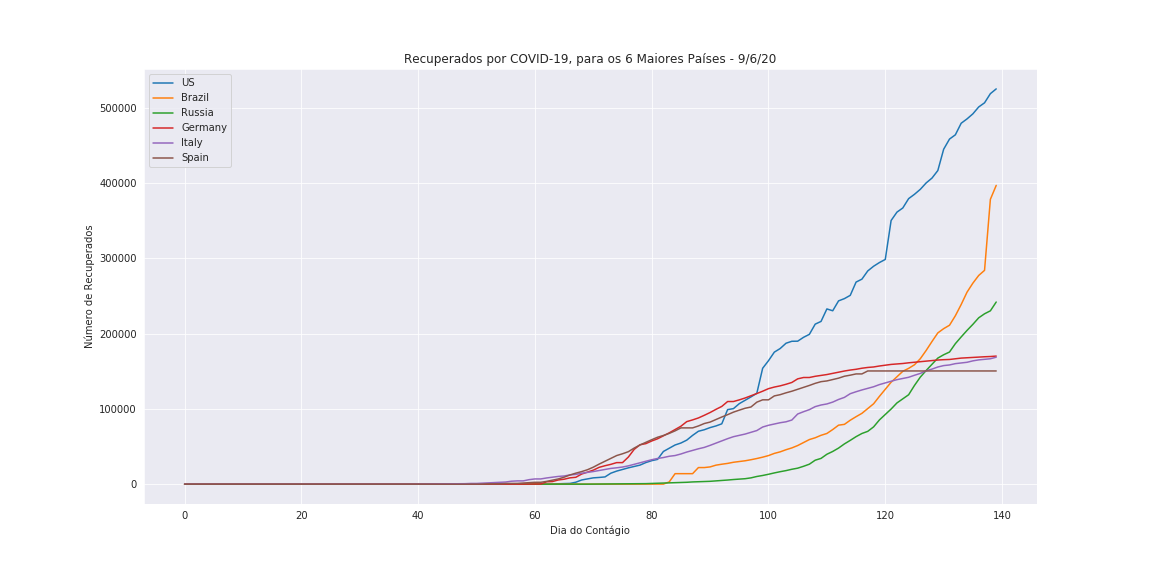 Recuperados por COVID-19, para os 6 Maiores Países - 9/6/20
US
Brazil
Russia
Germany
Italy
Spain
500000
400000
300000
200000
100000
0
Número de Recuperados
0 20 40 60 80 100 120 140
Dia do Contágio